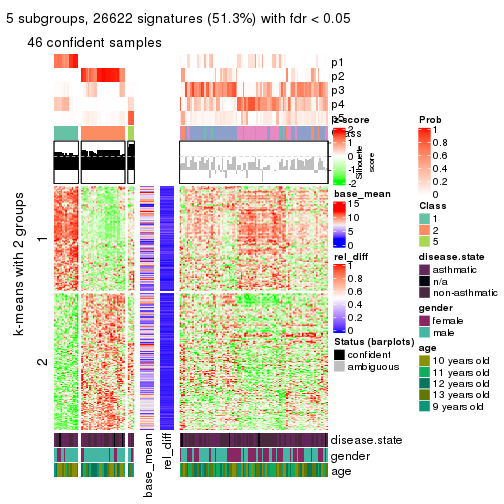 5 subgroups, 26622 signatures (51.3%) with fdr < 0.05
46 confident samples
p1
p2
p3
p4
p5
Class
k-means with 2 groups
1
2
base_mean
rel_diff
disease.state
gender
age
z-score
2
1
0
-1
-2
Silhouette
score
base_mean
15
10
5
0
rel_diff
1
0.8
0.6
0.4
0.2
0
Status (barplots)
confident
ambiguous
Prob
1
0.8
0.6
0.4
0.2
0
Class
1
2
5
disease.state
asthmatic
n/a
non-asthmatic
gender
female
male
age
10 years old
11 years old
12 years old
13 years old
9 years old